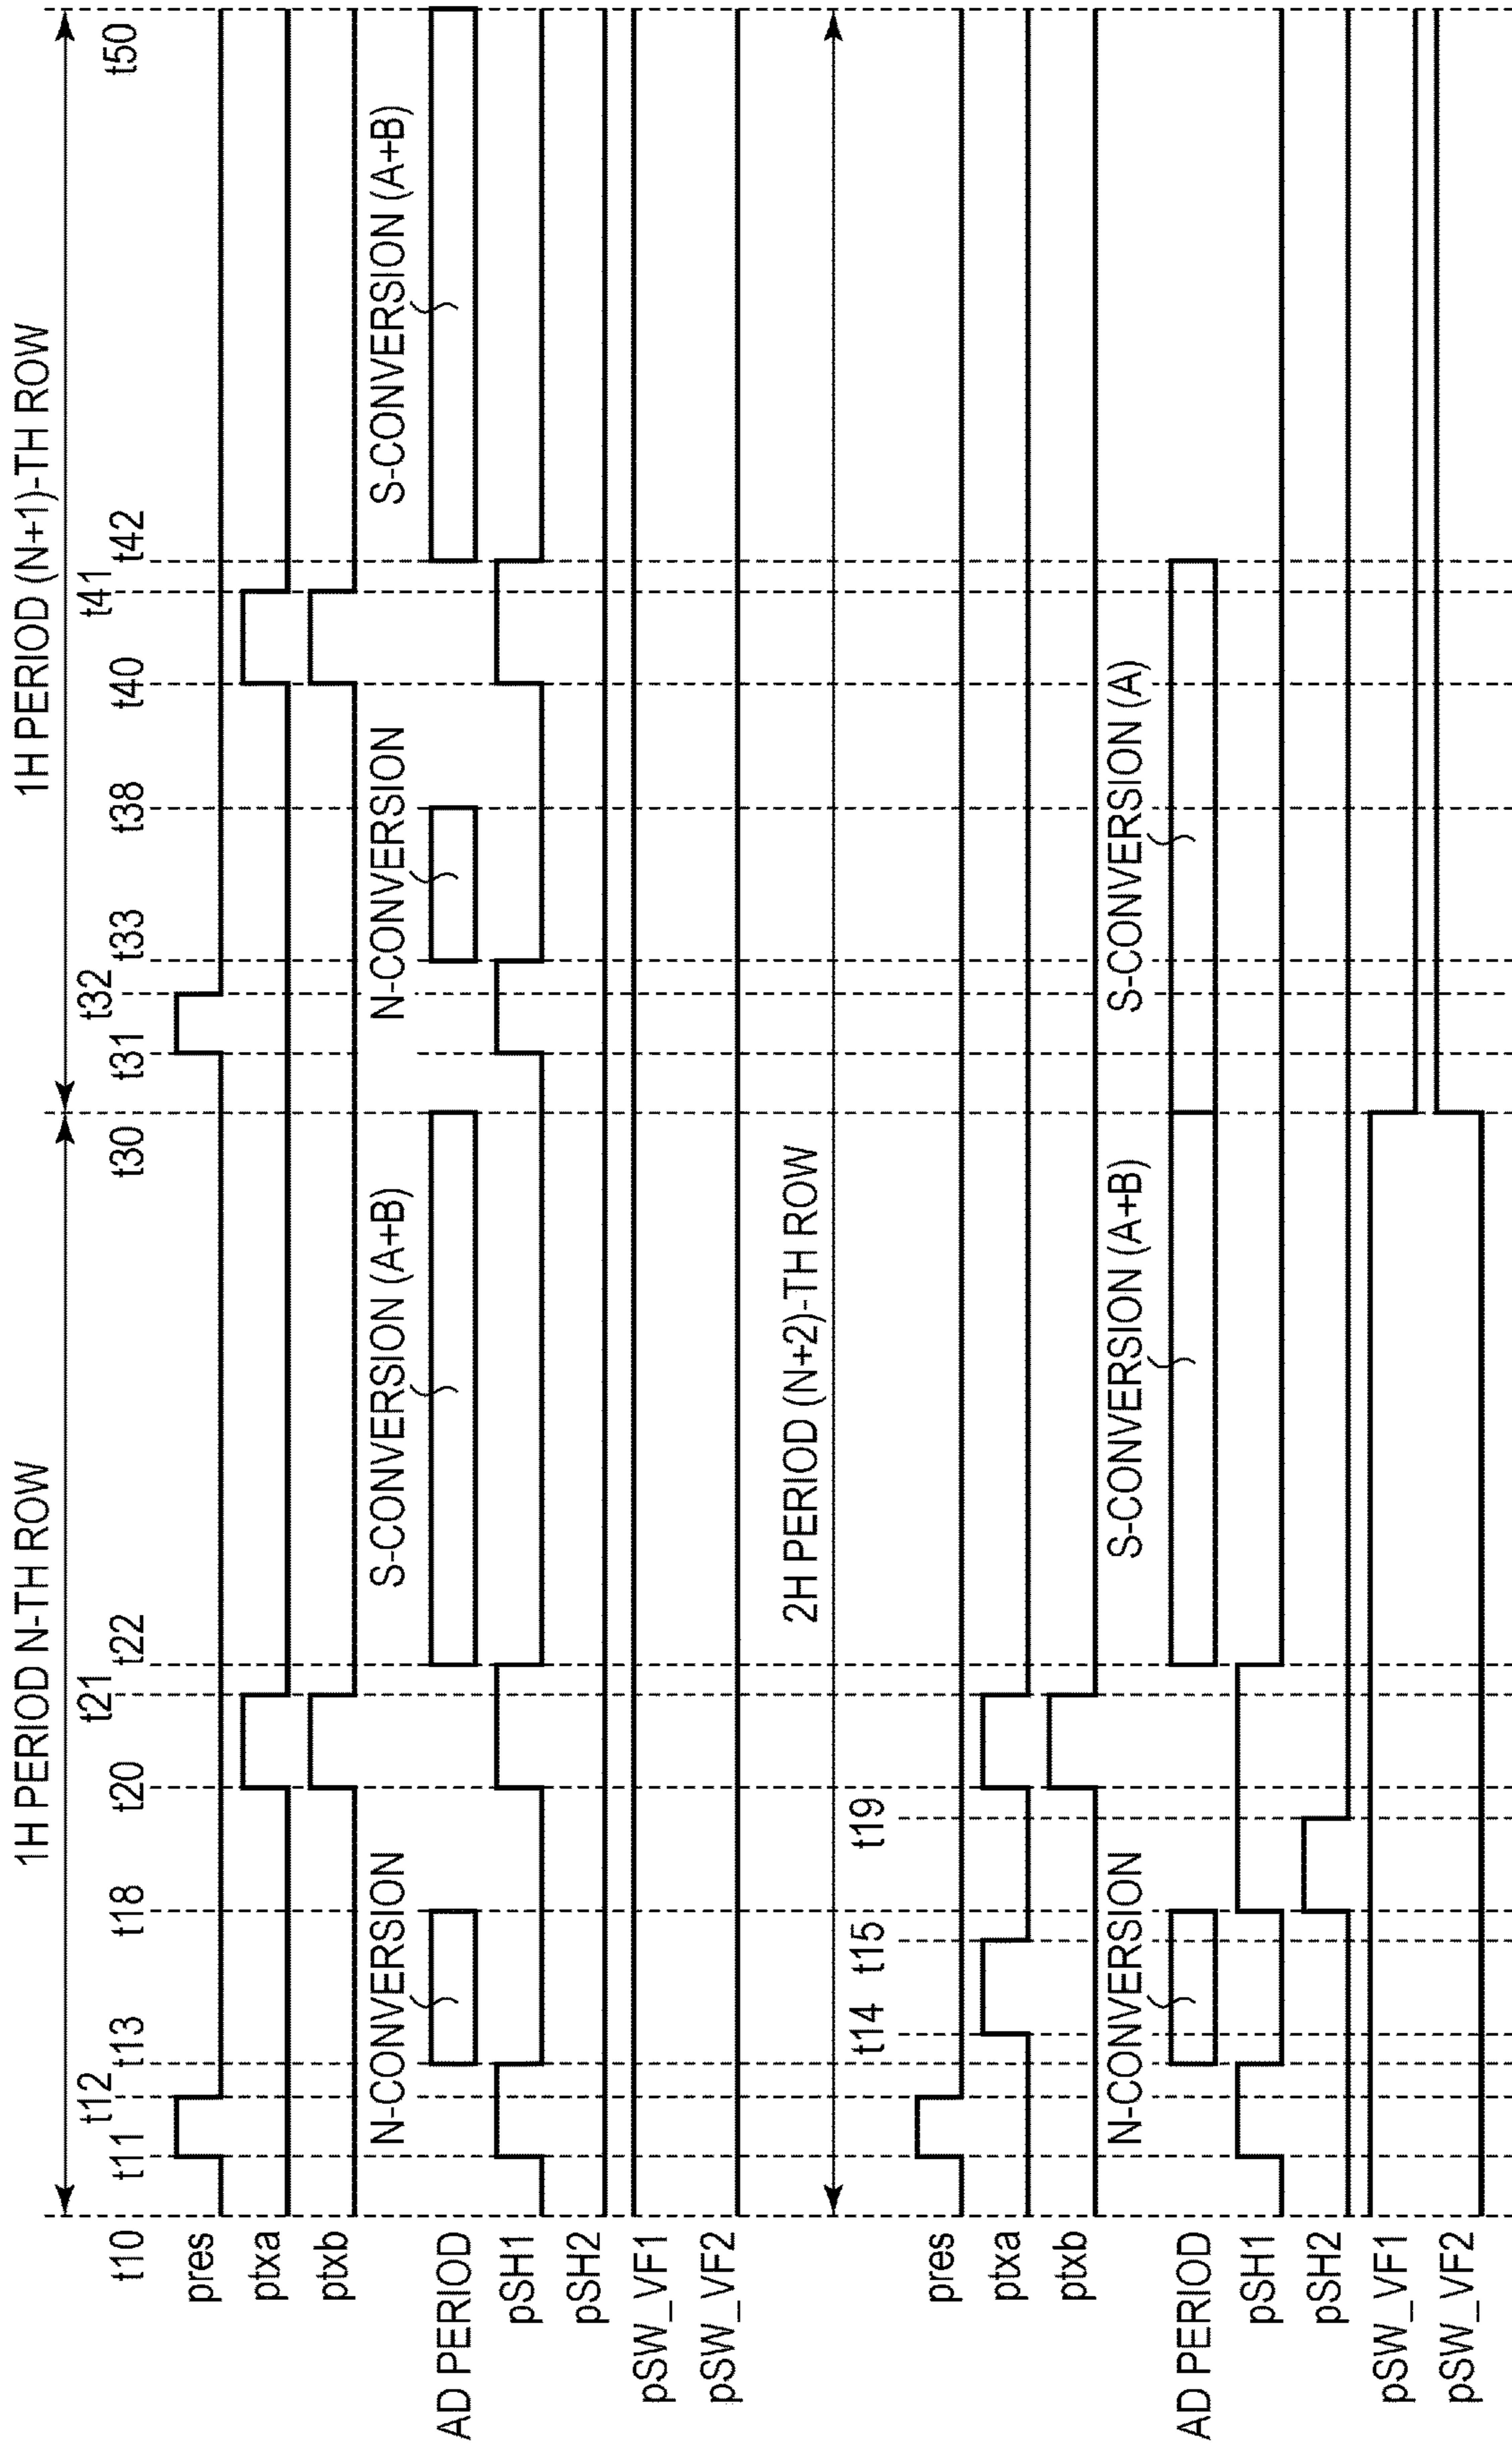 1H PERIOD N-TH ROW
1H PERIOD (N+1)-TH ROW
t10
t11
t12
t13
t18
t20
t21
t22
t30
t31
t32
t33
t38
t40
t41
t42
t50
pres
ptxa
ptxb
N-CONVERSION
S-CONVERSION (A+B)
N-CONVERSION
S-CONVERSION (A+B)
AD PERIOD
pSH1
pSH2
pSW_VF1
pSW_VF2
2H PERIOD (N+2)-TH ROW
t14
t15
t19
pres
ptxa
ptxb
N-CONVERSION
S-CONVERSION (A+B)
S-CONVERSION (A)
AD PERIOD
pSH1
pSH2
pSW_VF1
pSW_VF2